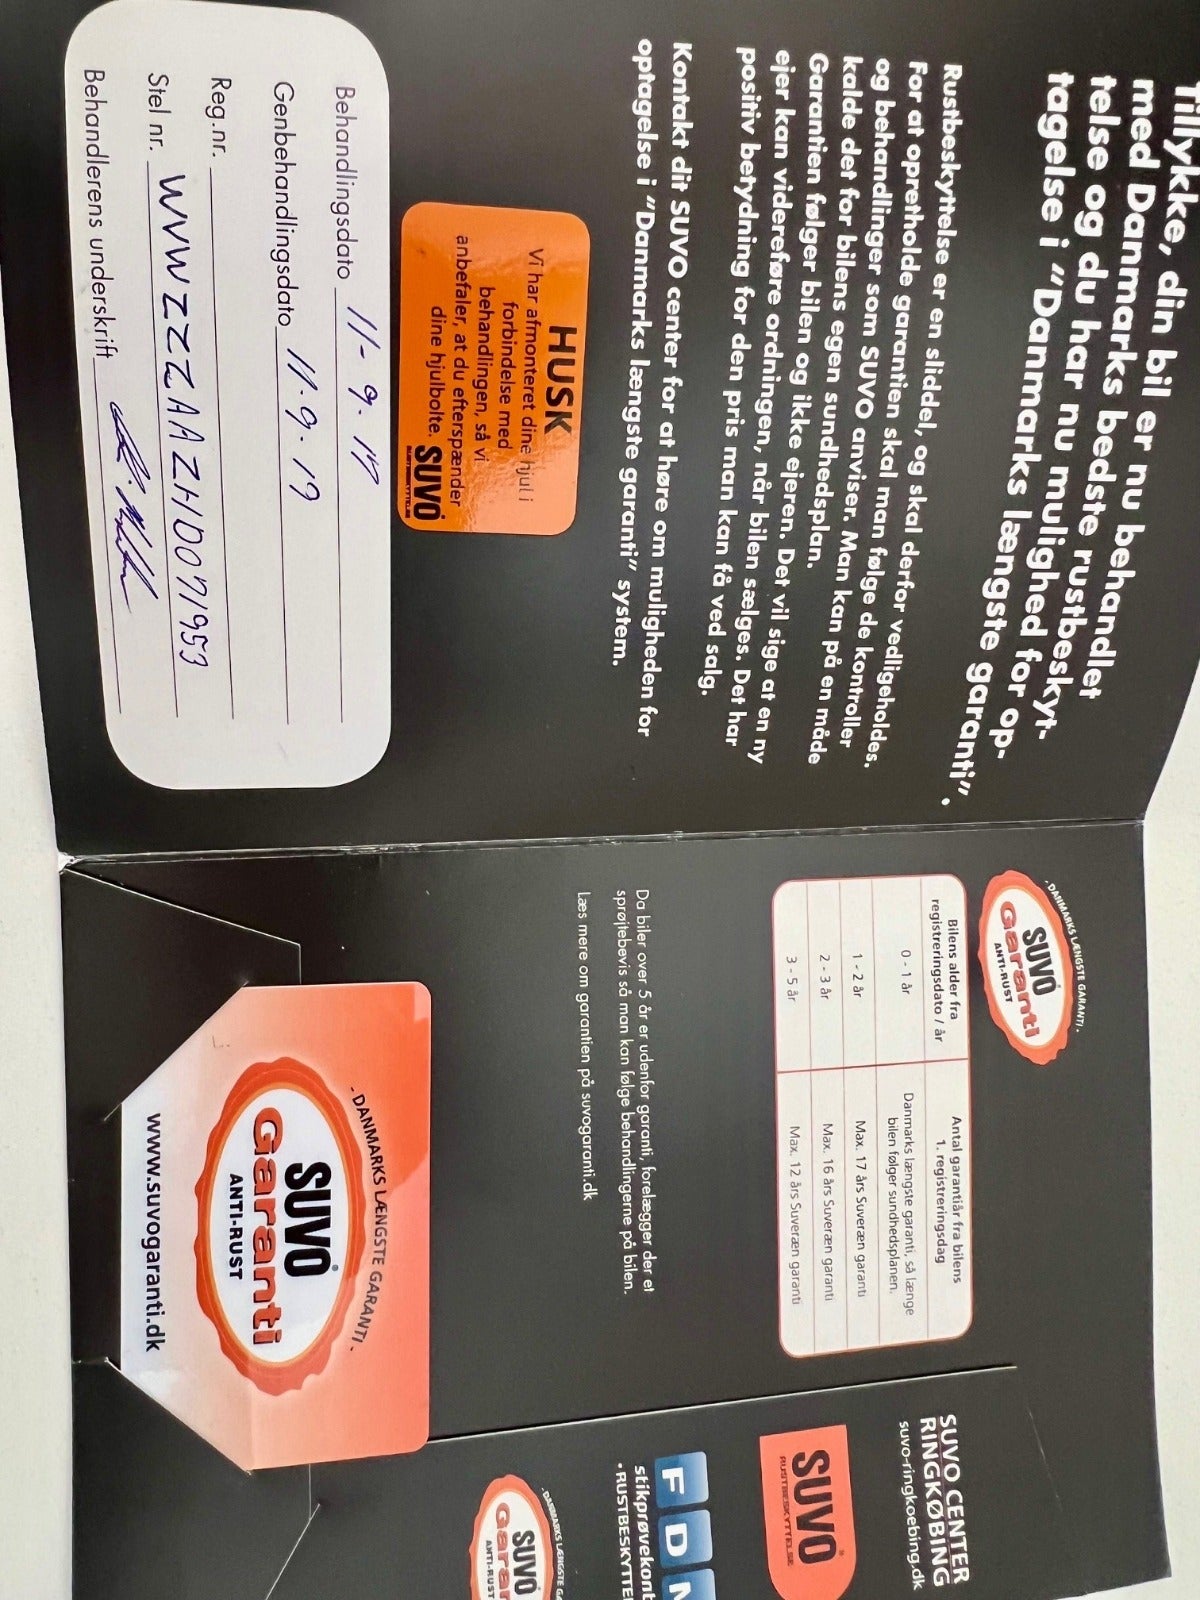 Tillykke, din bil er nu behandlet
med Danmarks bedste rustbeskyt-
telse og du har nu mulighed for op-
tagelse i "Danmarks længste garanti".
Rustbeskyttelse er en sliddel, og skal derfor vedligeholdes.
For at opretholde garantien skal man følge de kontroller
og behandlinger som SUVO anviser. Man kan på en måde
kalde det for bilens egen sundhedsplan.
Garantien følger bilen og ikke ejeren. Det vil sige at en ny
ejer kan videreføre ordningen, når bilen sælges. Det har
positiv betydning for den pris man kan få ved salg.
Kontakt dit SUVO center for at høre om muligheden for
optagelse i "Danmarks længste garanti" system.
HUSK
Vi har afmonteret dine hjul i
forbindelse med
behandlingen, så vi
anbefaler, at du efterspænder
dine hjulbolte.
SUVO
RUSTBESKYTTELSE
Behandlingsdato 11-9.17
Genbehandlingsdato 11.9.19
Reg.nr.
Stel nr. WVWZZZAAZHD071953
Behandlerens underskrift
· DANMARKS LÆNGSTE GARANTI ·
SUVO
Garanti
ANTI-RUST
Bilens alder fra
registreringsdato / år
Antal garantiår fra bilens
1. registreringsdag
0 - 1 år
Danmarks længste garanti, så længe
bilen følger sundhedsplanen.
1 - 2 år
Max. 17 års Suveræn garanti
2 - 3 år
Max. 16 års Suveræn garanti
3 - 5 år
Max. 12 års Suveræn garanti
Da biler over 5 år er udenfor garanti, forelægger der et
sprøjtebevis så man kan følge behandlingerne på bilen.
Læs mere om garantien på suvogaranti.dk
· DANMARKS LÆNGSTE GARANTI ·
SUVO
Garanti
ANTI-RUST
www.suvogaranti.dk
SUVO CENTER
RINGKØBING
suvo-ringkoebing.dk
SUVO
RUSTBESKYTTELSE
FDM
stikprøvekont
· RUSTBESKYTTE
· DANMARKS LÆNGSTE GA
SUVO
Garan
ANTI-RUST